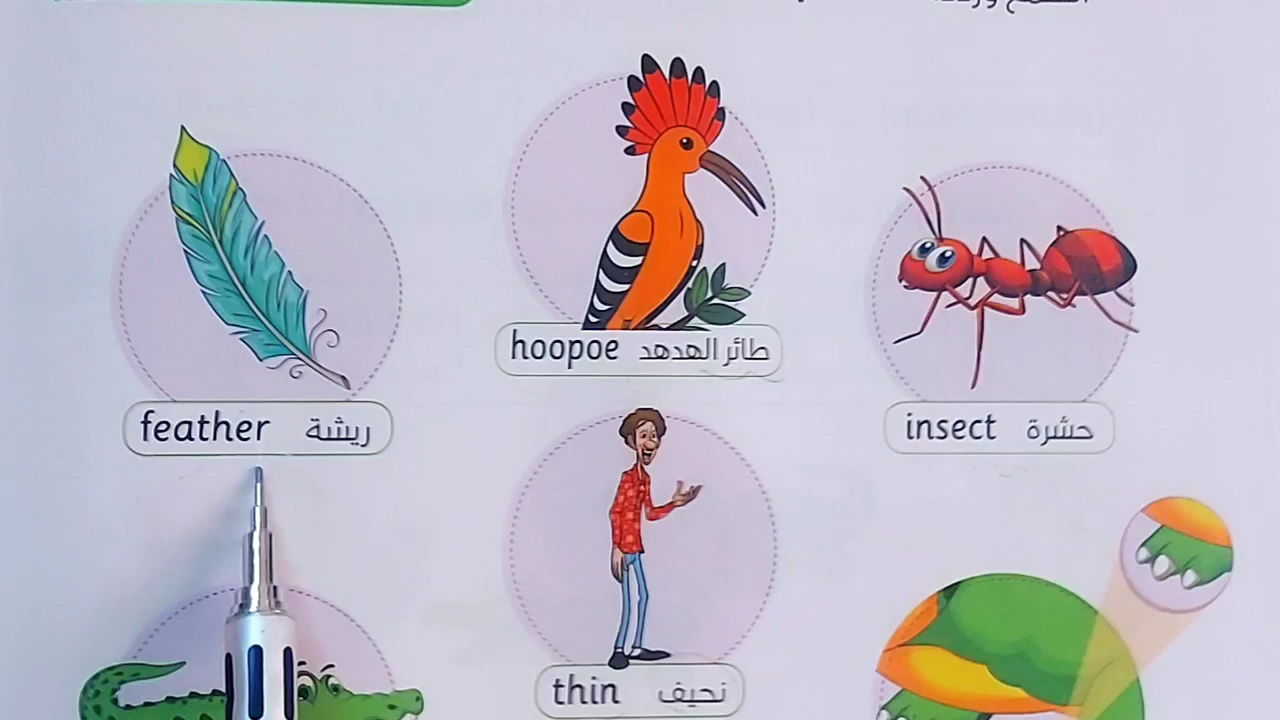 hoopoe طائر الهدهد
feather ريشة
insect حشرة
thin نحيف